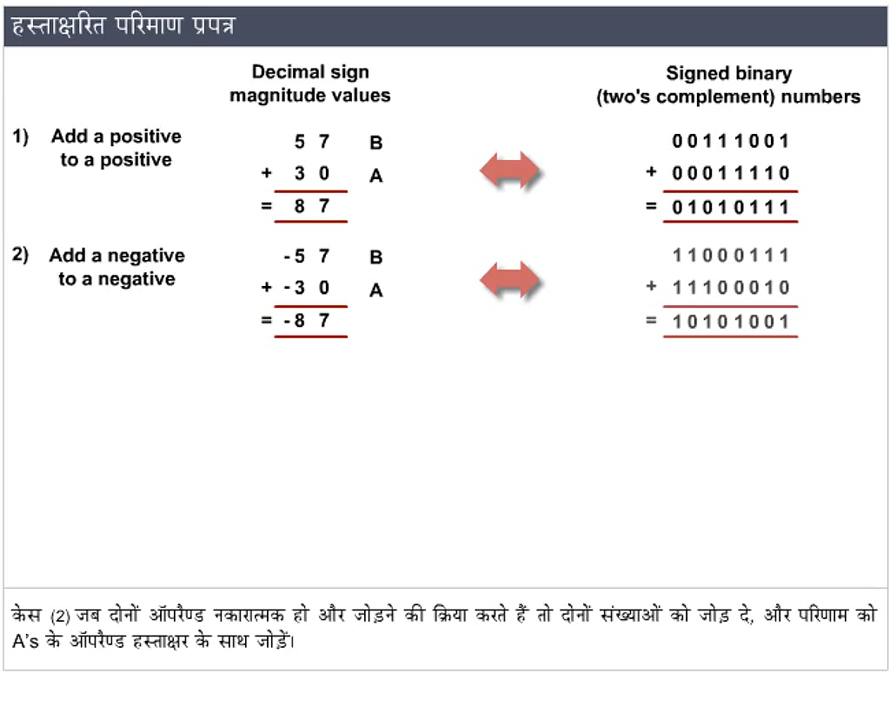 हस्ताक्षरित परिमाण प्रपत्र
Decimal sign
magnitude values
Signed binary
(two's complement) numbers
1) Add a positive
to a positive
5 7 B
+ 3 0 A
= 8 7
0 0 1 1 1 0 0 1
+ 0 0 0 1 1 1 1 0
= 0 1 0 1 0 1 1 1
2) Add a negative
to a negative
-5 7 B
+ -3 0 A
= -8 7
1 1 0 0 0 1 1 1
+ 1 1 1 0 0 0 1 0
= 1 0 1 0 1 0 0 1
केस (2) जब दोनों ऑपरैण्ड नकारात्मक हो और जोड़ने की क्रिया करते हैं तो दोनों संख्याओं को जोड़ दे, और परिणाम को
A’s के ऑपरैण्ड हस्ताक्षर के साथ जोड़ें।